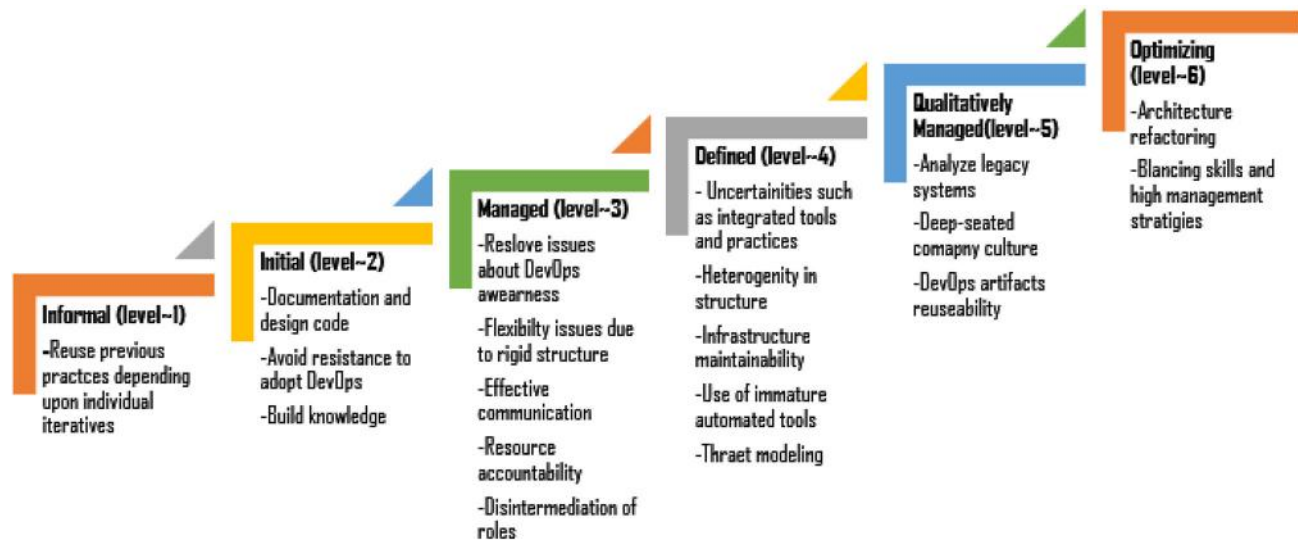 Informal (level~1)
-Reuse previous
practces depending
upon individual
iteratives
Initial (level~2)
-Documentation and
design code
-Avoid resistance to
adopt DevOps
-Build knowledge
Managed (level~3)
-Reslove issues
about DevOps
awearness
-Flexibilty issues due
to rigid structure
-Effective
communication
-Resource
accountability
-Disintermediation of
roles
Defined (level~4)
- Uncertainities such
as integrated tools
and practices
-Heterogenity in
structure
-Infrastructure
maintainability
-Use of immature
automated tools
-Thraet modeling
Qualitatively
Managed(level~5)
-Analyze legacy
systems
-Deep-seated
comapny culture
-DevOps artifacts
reuseability
Optimizing
(level~6)
-Architecture
refactoring
-Blancing skills and
high management
stratigies